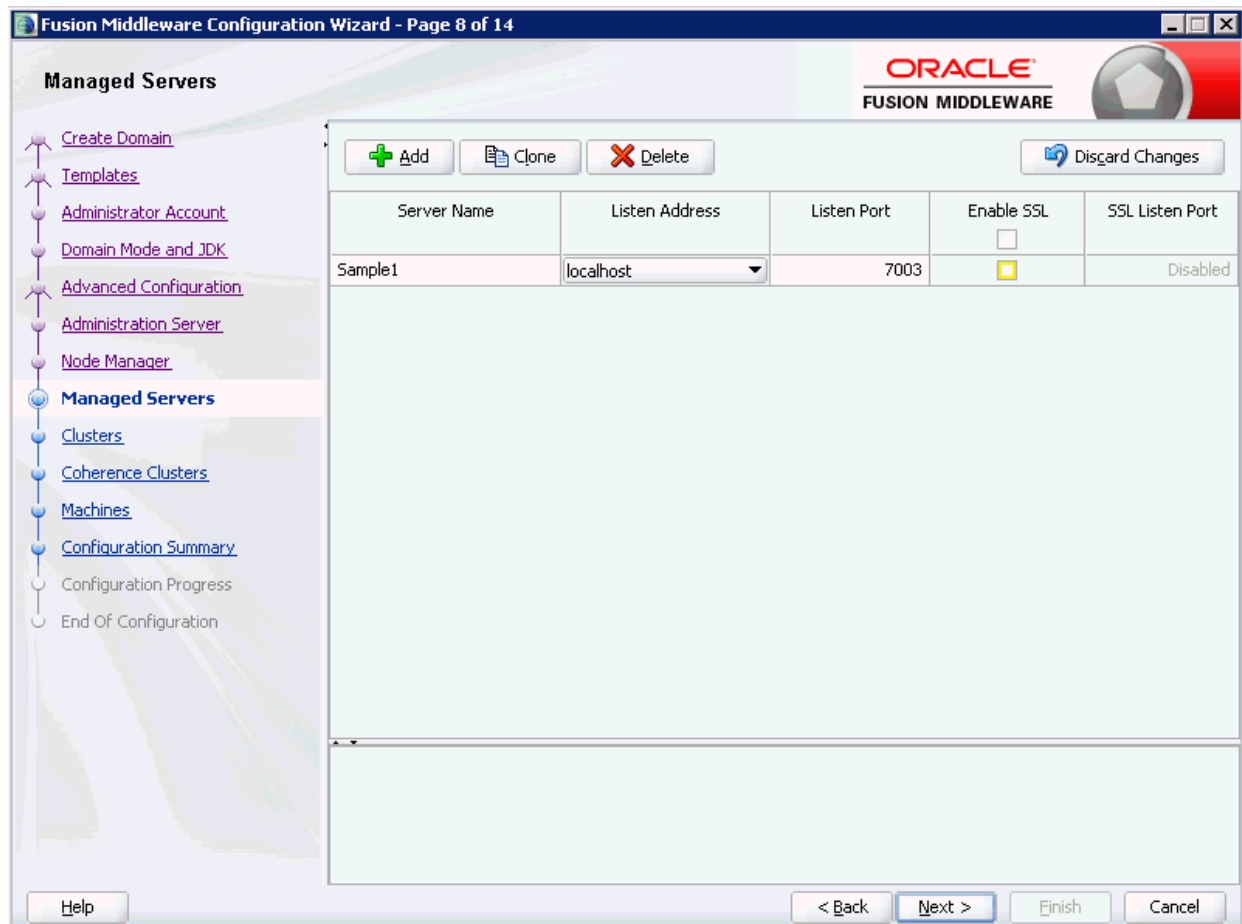 Fusion Middleware Configuration Wizard - Page 8 of 14
Managed Servers
ORACLE
FUSION MIDDLEWARE
Create Domain
Templates
Administrator Account
Domain Mode and JDK
Advanced Configuration
Administration Server
Node Manager
Managed Servers
Clusters
Coherence Clusters
Machines
Configuration Summary
Configuration Progress
End Of Configuration
Add Clone Delete Discard Changes
Server Name Listen Address Listen Port Enable SSL SSL Listen Port
Sample1 localhost 7003 Disabled
Help < Back Next > Finish Cancel